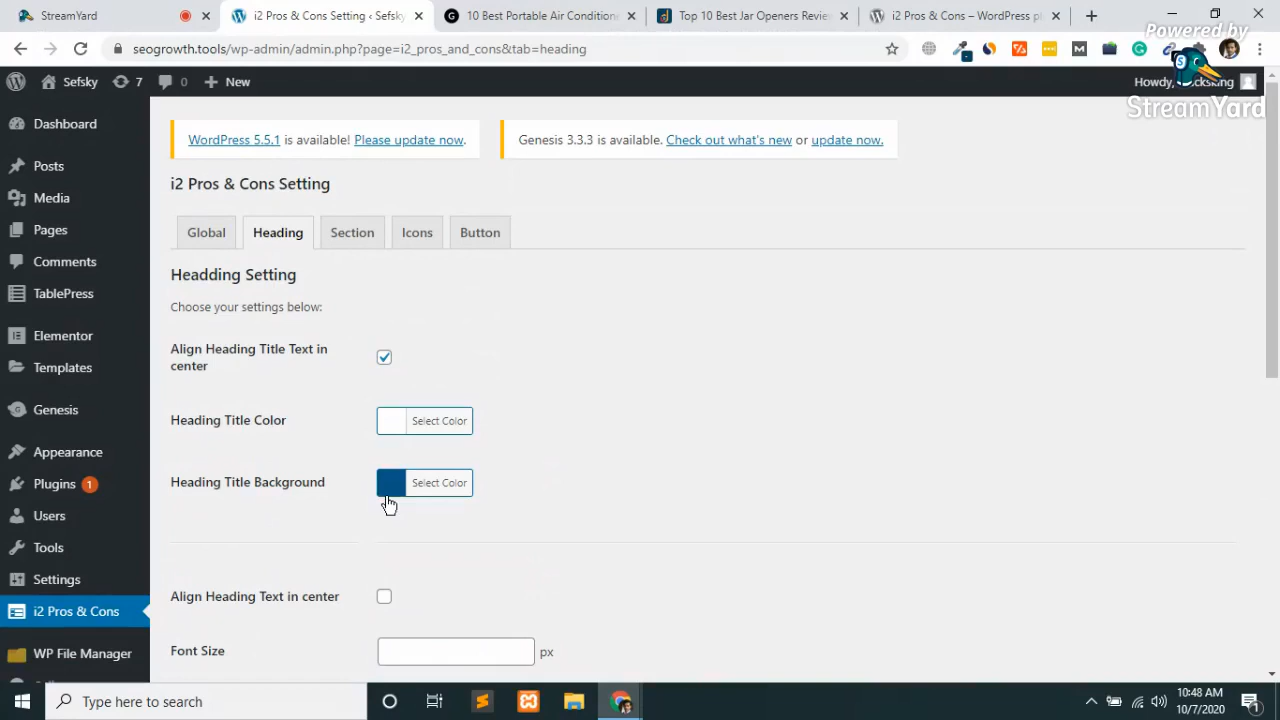 StreamYard
i2 Pros & Cons Setting ‹ Sefsky
10 Best Portable Air Condition
Top 10 Best Jar Openers Revie
i2 Pros & Cons – WordPress p
seogrowth.tools/wp-admin/admin.php?page=i2_pros_and_cons&tab=heading
Powered by
StreamYard
Sefsky 7 0 New
Howdy,
Dashboard
Posts
Media
Pages
Comments
TablePress
Elementor
Templates
Genesis
Appearance
Plugins 1
Users
Tools
Settings
i2 Pros & Cons
WP File Manager
WordPress 5.5.1 is available! Please update now.
Genesis 3.3.3 is available. Check out what's new or update now.
i2 Pros & Cons Setting
Global Heading Section Icons Button
Headding Setting
Choose your settings below:
Align Heading Title Text in
center
Heading Title Color Select Color
Heading Title Background Select Color
Align Heading Text in center
Font Size px
Type here to search
10:48 AM
10/7/2020